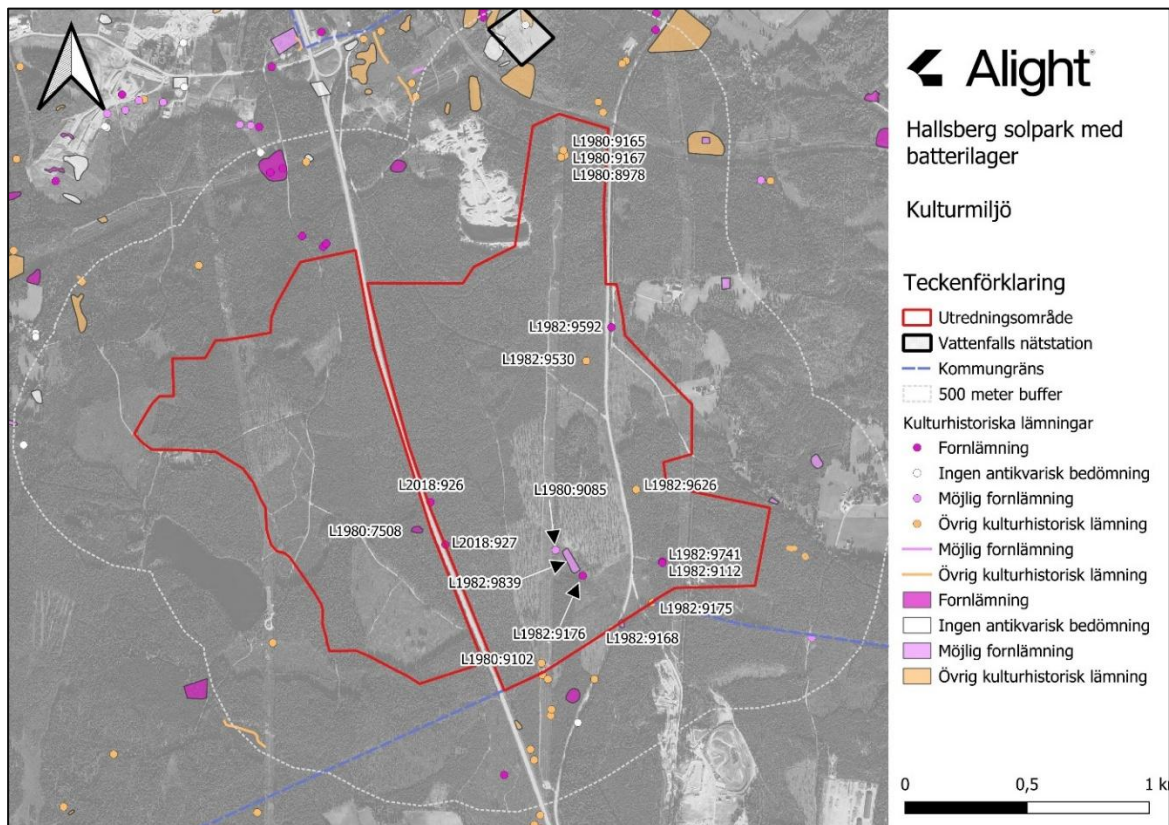 L1980:9165
L1980:9167
L1980:8978
L1982:9592
L1982:9530
L2018:926
L1980:9085
L1982:9626
L1980:7508
L2018:927
L1982:9741
L1982:9112
L1982:9839
L1982:9175
L1982:9176
L1982:9168
L1980:9102
Alight®
Hallsberg solpark med
batterilager
Kulturmiljö
Teckenförklaring
Utredningsområde
Vattenfalls nätstation
Kommungräns
500 meter buffer
Kulturhistoriska lämningar
Fornlämning
Ingen antikvarisk bedömning
Möjlig fornlämning
Övrig kulturhistorisk lämning
Möjlig fornlämning
Övrig kulturhistorisk lämning
Fornlämning
Ingen antikvarisk bedömning
Möjlig fornlämning
Övrig kulturhistorisk lämning
0 0,5 1 k